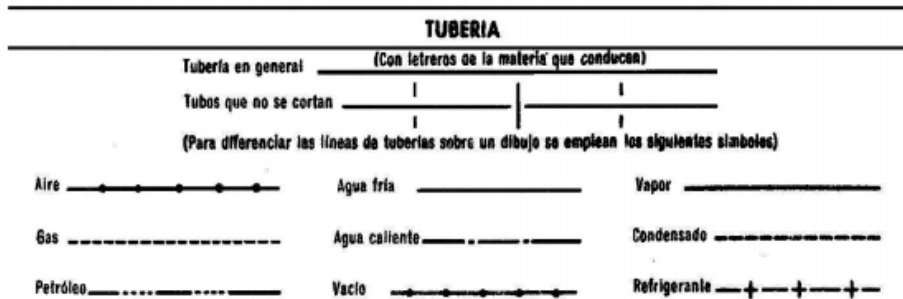 TUBERIA
Tubería en general (Con letreros de la materia que conducen)
Tubos que no se cortan
(Para diferenciar las líneas de tuberías sobre un dibujo se emplean los siguientes símbolos)
Aire Agua fría Vapor
Gas Agua caliente Condensado
Petróleo Vacío Refrigerante